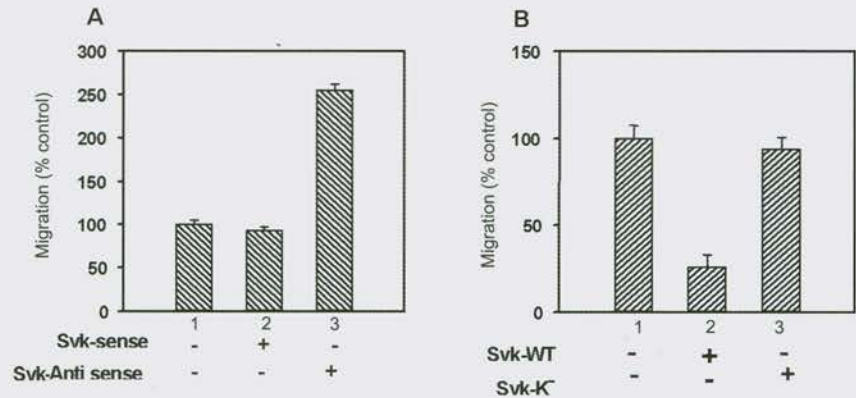 A
Migration (% control)
300
250
200
150
100
50
0
1 2 3
Svk-sense - + -
Svk-Anti sense - - +
B
Migration (% control)
150
100
50
0
1 2 3
Svk-WT - + -
Svk-K⁻ - - +